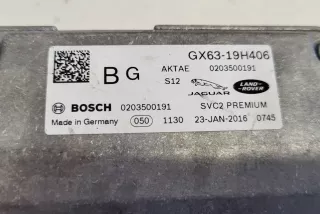 BG GX63-19H406
AKTAE 0203500191
S12 JAGUAR LAND-ROVER
BOSCH 0203500191 SVC2 PREMIUM
Made in Germany 050 1130 23-JAN-2016 0745